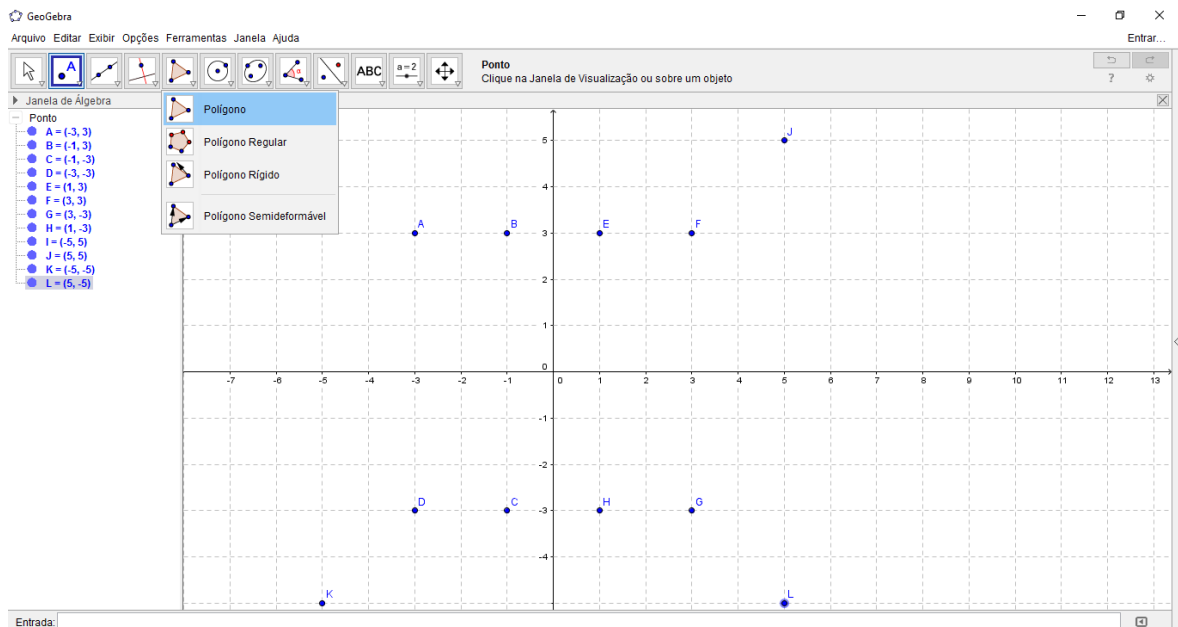 GeoGebra
Arquivo Editar Exibir Opções Ferramentas Janela Ajuda
Entrar...
A
α
ABC
a = 2
Ponto
Clique na Janela de Visualização ou sobre um objeto
?
Janela de Álgebra
Ponto
A = (-3, 3)
B = (-1, 3)
C = (-1, -3)
D = (-3, -3)
E = (1, 3)
F = (3, 3)
G = (3, -3)
H = (1, -3)
I = (-5, 5)
J = (5, 5)
K = (-5, -5)
L = (5, -5)
Polígono
Polígono Regular
Polígono Rígido
Polígono Semideformável
J
5
4
A B E F
3
2
1
0
-7 -6 -5 -4 -3 -2 -1 0 1 2 3 4 5 6 7 8 9 10 11 12 13
-1
-2
D C H G
-3
-4
K L
Entrada: